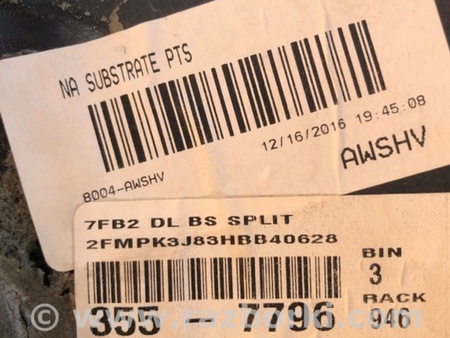 NA SUBSTRATE PTS
12/16/2016 19:45:08
8004-AWSHV
AWSHV
7FB2 DL BS SPLIT
2FMPK3J83HBB40628
BIN
3
355 - 7796
RACK
946